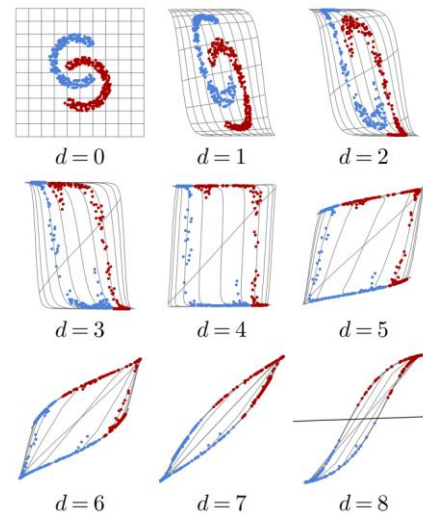 d = 0 d = 1 d = 2
d = 3 d = 4 d = 5
d = 6 d = 7 d = 8